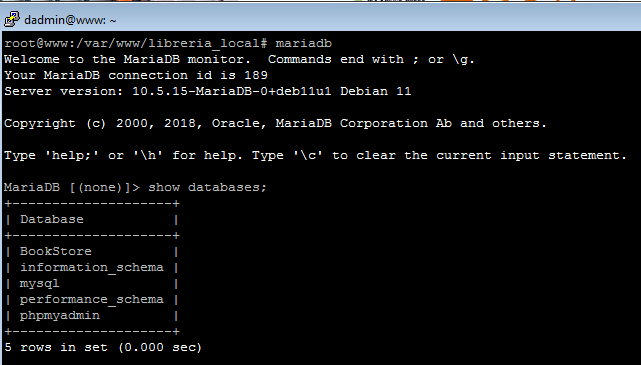 dadmin@www: ~
root@www:/var/www/libreria_local# mariadb
Welcome to the MariaDB monitor.  Commands end with ; or \g.
Your MariaDB connection id is 189
Server version: 10.5.15-MariaDB-0+deb11u1 Debian 11

Copyright (c) 2000, 2018, Oracle, MariaDB Corporation Ab and others.

Type 'help;' or '\h' for help. Type '\c' to clear the current input statement.

MariaDB [(none)]> show databases;
+--------------------+
| Database           |
+--------------------+
| BookStore          |
| information_schema |
| mysql              |
| performance_schema |
| phpmyadmin         |
+--------------------+
5 rows in set (0.000 sec)